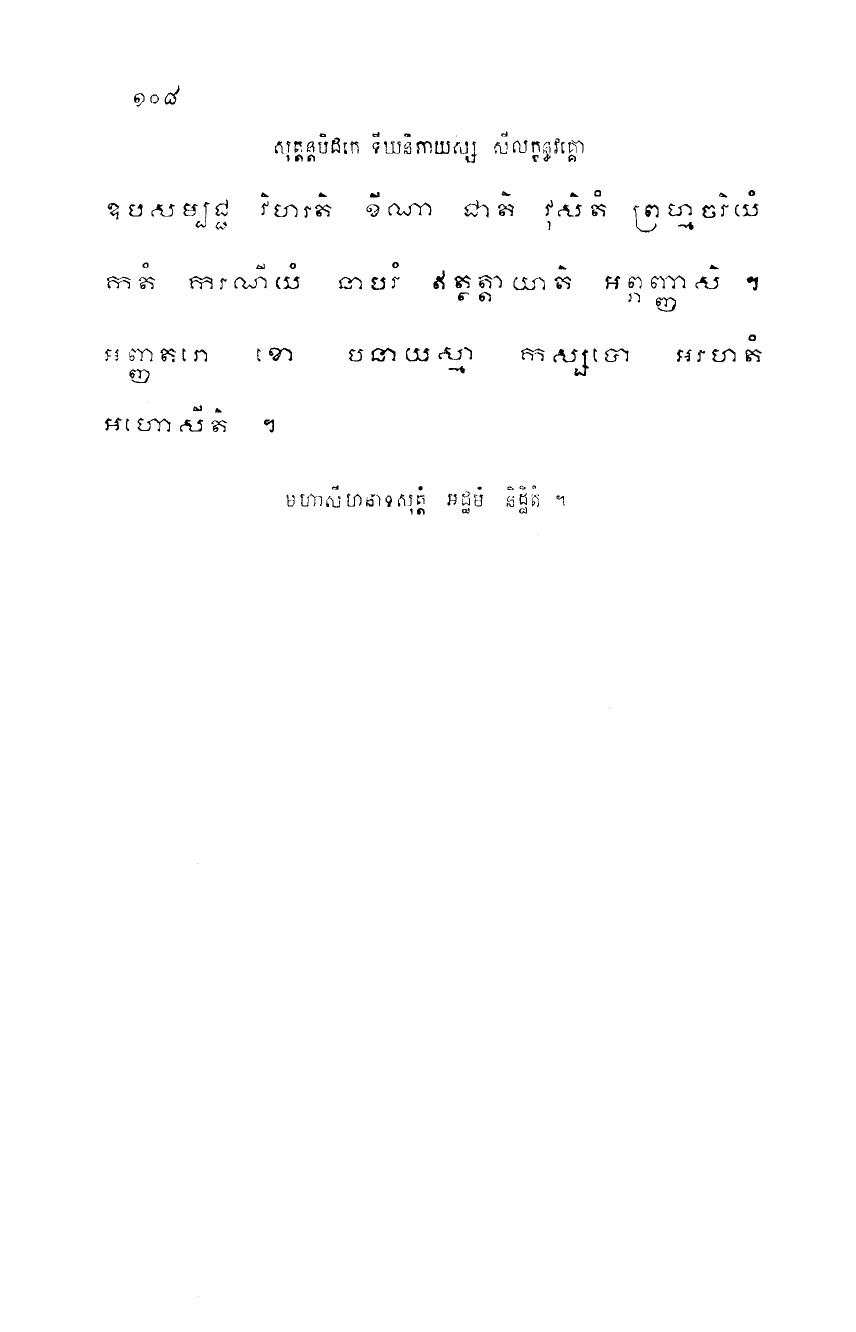 ១០៨
សុត្តន្តបិដកេ ទីឃនិកាយស្ស សីលក្ខន្ធវគ្គោ
ឧបសម្បជ្ជ វិហរតិ ខីណា ជាតិ វុសិតំ ព្រហ្មចរិយំ
កតំ ករណីយំ នាបរំ ឥត្ថត្តាយាតិ អព្ភញ្ញាសិ ។
អញ្ញតរោ ខោ បនាយស្មា កស្សបោ អរហតំ
អហោសីតិ ។
មហាសីហនាទសុត្តំ អដ្ឋមំ និដ្ឋិតំ ។